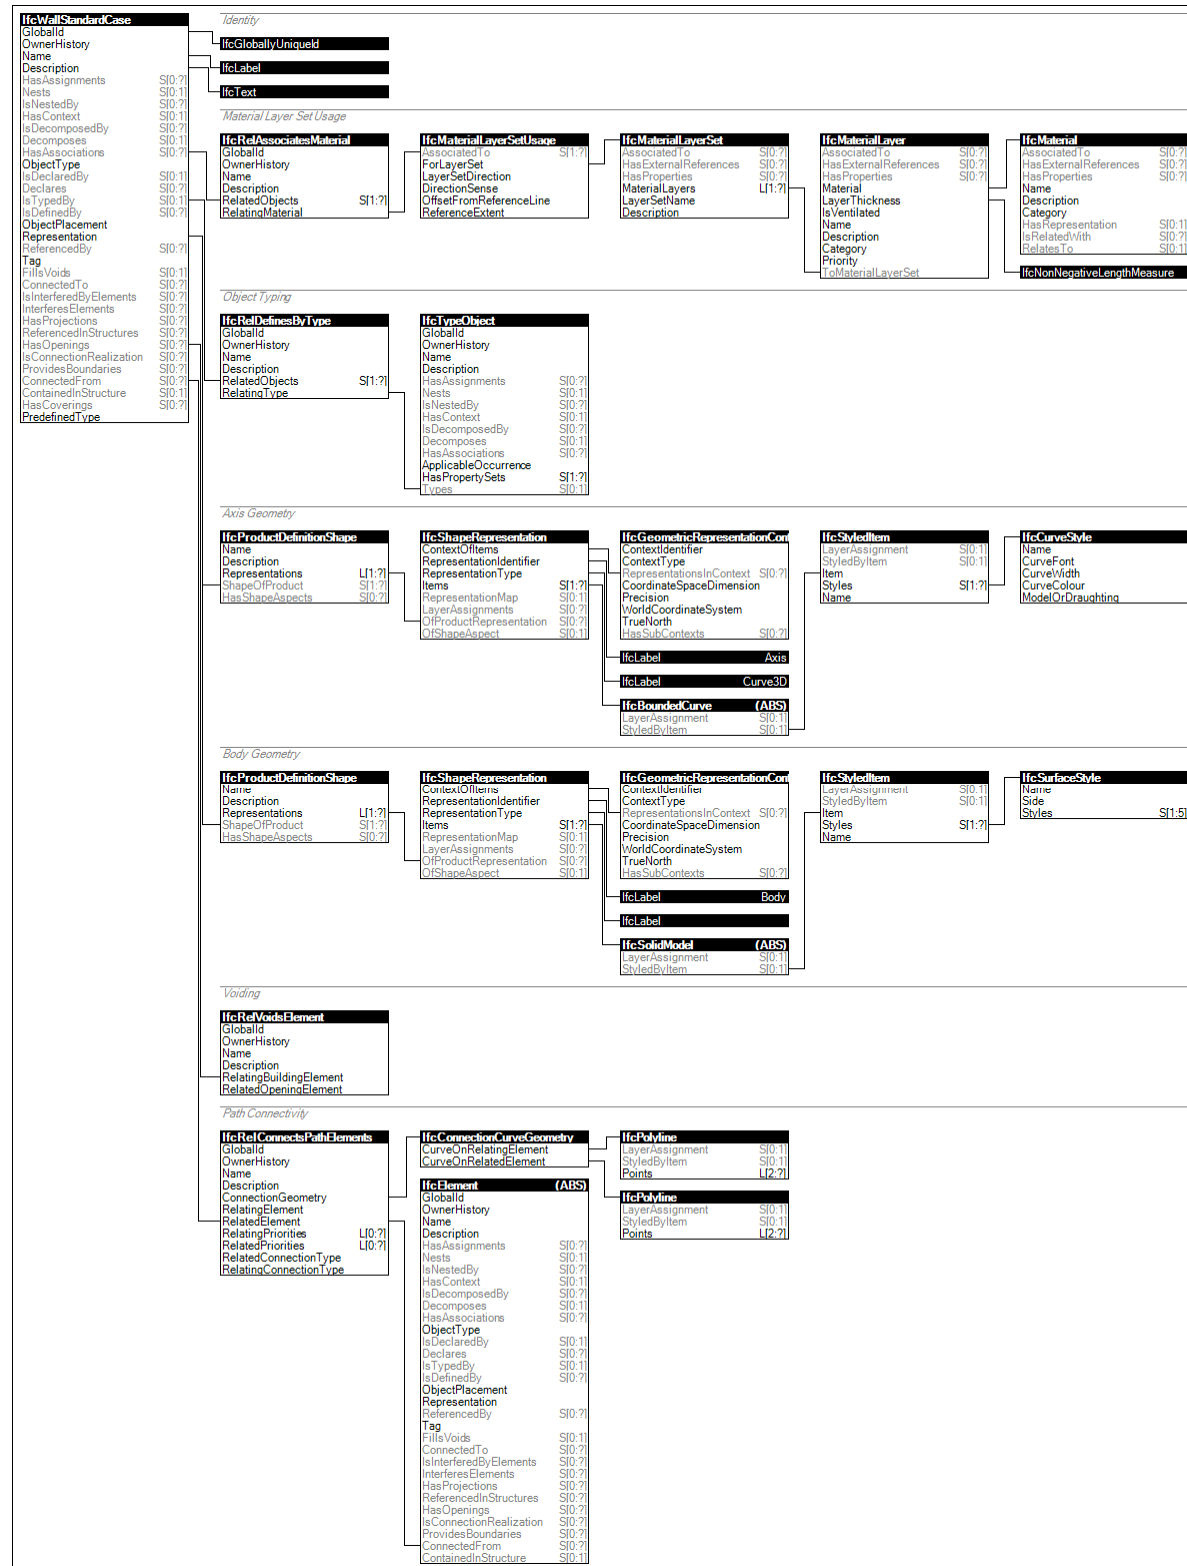 IfcWallStandardCase
GlobalId
OwnerHistory
Name
Description
HasAssignments S[0:?]
Nests S[0:1]
IsNestedBy S[0:?]
HasContext S[0:1]
IsDecomposedBy S[0:?]
Decomposes S[0:1]
HasAssociations S[0:?]
ObjectType
IsDeclaredBy S[0:1]
Declares S[0:?]
IsTypedBy S[0:1]
IsDefinedBy S[0:?]
ObjectPlacement
Representation
ReferencedBy S[0:?]
Tag
FillsVoids S[0:1]
ConnectedTo S[0:?]
IsInterferedByElements S[0:?]
InterferesElements S[0:?]
HasProjections S[0:?]
ReferencedInStructures S[0:?]
HasOpenings S[0:?]
IsConnectionRealization S[0:?]
ProvidesBoundaries S[0:?]
ConnectedFrom S[0:?]
ContainedInStructure S[0:1]
HasCoverings S[0:?]
PredefinedType
Identity
IfcGloballyUniqueId
IfcLabel
IfcText
Material Layer Set Usage
IfcRelAssociatesMaterial
GlobalId
OwnerHistory
Name
Description
RelatedObjects S[1:?]
RelatingMaterial
IfcMaterialLayerSetUsage
AssociatedTo S[1:?]
ForLayerSet
LayerSetDirection
DirectionSense
OffsetFromReferenceLine
ReferenceExtent
IfcMaterialLayerSet
AssociatedTo S[0:?]
HasExternalReferences S[0:?]
HasProperties S[0:?]
MaterialLayers L[1:?]
LayerSetName
Description
IfcMaterialLayer
AssociatedTo S[0:?]
HasExternalReferences S[0:?]
HasProperties S[0:?]
Material
LayerThickness
IsVentilated
Name
Description
Category
Priority
ToMaterialLayerSet
IfcMaterial
AssociatedTo S[0:?]
HasExternalReferences S[0:?]
HasProperties S[0:?]
Name
Description
Category
HasRepresentation S[0:1]
IsRelatedWith S[0:?]
RelatesTo S[0:1]
IfcNonNegativeLengthMeasure
Object Typing
IfcRelDefinesByType
GlobalId
OwnerHistory
Name
Description
RelatedObjects S[1:?]
RelatingType
IfcTypeObject
GlobalId
OwnerHistory
Name
Description
HasAssignments S[0:?]
Nests S[0:1]
IsNestedBy S[0:?]
HasContext S[0:1]
IsDecomposedBy S[0:?]
Decomposes S[0:1]
HasAssociations S[0:?]
ApplicableOccurrence
HasPropertySets S[1:?]
Types S[0:1]
Axis Geometry
IfcProductDefinitionShape
Name
Description
Representations L[1:?]
ShapeOfProduct S[1:?]
HasShapeAspects S[0:?]
IfcShapeRepresentation
ContextOfItems
RepresentationIdentifier
RepresentationType
Items S[1:?]
RepresentationMap S[0:1]
LayerAssignments S[0:?]
OfProductRepresentation S[0:?]
OfShapeAspect S[0:1]
IfcGeometricRepresentationCon
ContextIdentifier
ContextType
RepresentationsInContext S[0:?]
CoordinateSpaceDimension
Precision
WorldCoordinateSystem
TrueNorth
HasSubContexts S[0:?]
IfcLabel Axis
IfcLabel Curve3D
IfcBoundedCurve (ABS)
LayerAssignment S[0:1]
StyledByItem S[0:1]
IfcStyledItem
LayerAssignment S[0:1]
StyledByItem S[0:1]
Item
Styles S[1:?]
Name
IfcCurveStyle
Name
CurveFont
CurveWidth
CurveColour
ModelOrDraughting
Body Geometry
IfcProductDefinitionShape
Name
Description
Representations L[1:?]
ShapeOfProduct S[1:?]
HasShapeAspects S[0:?]
IfcShapeRepresentation
ContextOfItems
RepresentationIdentifier
RepresentationType
Items S[1:?]
RepresentationMap S[0:1]
LayerAssignments S[0:?]
OfProductRepresentation S[0:?]
OfShapeAspect S[0:1]
IfcGeometricRepresentationCon
ContextIdentifier
ContextType
RepresentationsInContext S[0:?]
CoordinateSpaceDimension
Precision
WorldCoordinateSystem
TrueNorth
HasSubContexts S[0:?]
IfcLabel Body
IfcLabel
IfcSolidModel (ABS)
LayerAssignment S[0:1]
StyledByItem S[0:1]
IfcStyledItem
LayerAssignment S[0:1]
StyledByItem S[0:1]
Item
Styles S[1:?]
Name
IfcSurfaceStyle
Name
Side
Styles S[1:5]
Voiding
IfcRelVoidsElement
GlobalId
OwnerHistory
Name
Description
RelatingBuildingElement
RelatedOpeningElement
Path Connectivity
IfcRelConnectsPathElements
GlobalId
OwnerHistory
Name
Description
ConnectionGeometry
RelatingElement
RelatedElement
RelatingPriorities L[0:?]
RelatedPriorities L[0:?]
RelatedConnectionType
RelatingConnectionType
IfcConnectionCurveGeometry
CurveOnRelatingElement
CurveOnRelatedElement
IfcElement (ABS)
GlobalId
OwnerHistory
Name
Description
HasAssignments S[0:?]
Nests S[0:1]
IsNestedBy S[0:?]
HasContext S[0:1]
IsDecomposedBy S[0:?]
Decomposes S[0:1]
HasAssociations S[0:?]
ObjectType
IsDeclaredBy S[0:1]
Declares S[0:?]
IsTypedBy S[0:1]
IsDefinedBy S[0:?]
ObjectPlacement
Representation
ReferencedBy S[0:?]
Tag
FillsVoids S[0:1]
ConnectedTo S[0:?]
IsInterferedByElements S[0:?]
InterferesElements S[0:?]
HasProjections S[0:?]
ReferencedInStructures S[0:?]
HasOpenings S[0:?]
IsConnectionRealization S[0:?]
ProvidesBoundaries S[0:?]
ConnectedFrom S[0:?]
ContainedInStructure S[0:1]
IfcPolyline
LayerAssignment S[0:1]
StyledByItem S[0:1]
Points L[2:?]
IfcPolyline
LayerAssignment S[0:1]
StyledByItem S[0:1]
Points L[2:?]